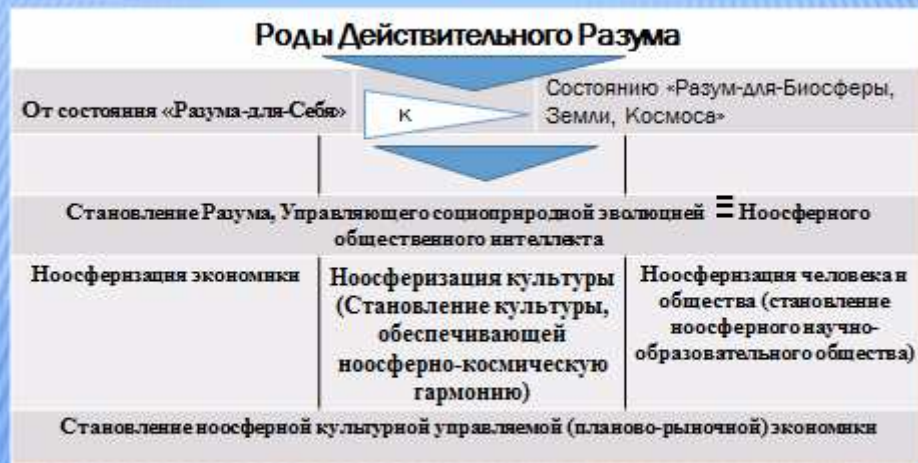 Роды Действительного Разума
От состояния «Разума-для-Себя»
К
Состоянию «Разум-для-Биосферы,
Земли, Космоса»
Становление Разума, Управляющего социоприродной эволюцией ≡ Ноосферного
общественного интеллекта
Ноосферизация экономики
Ноосферизация культуры
(Становление культуры,
обеспечивающей
ноосферно-космическую
гармонию)
Ноосферизация человека и
общества (становление
ноосферного научно-
образовательного общества)
Становление ноосферной культурной управляемой (планово-рыночной) экономики